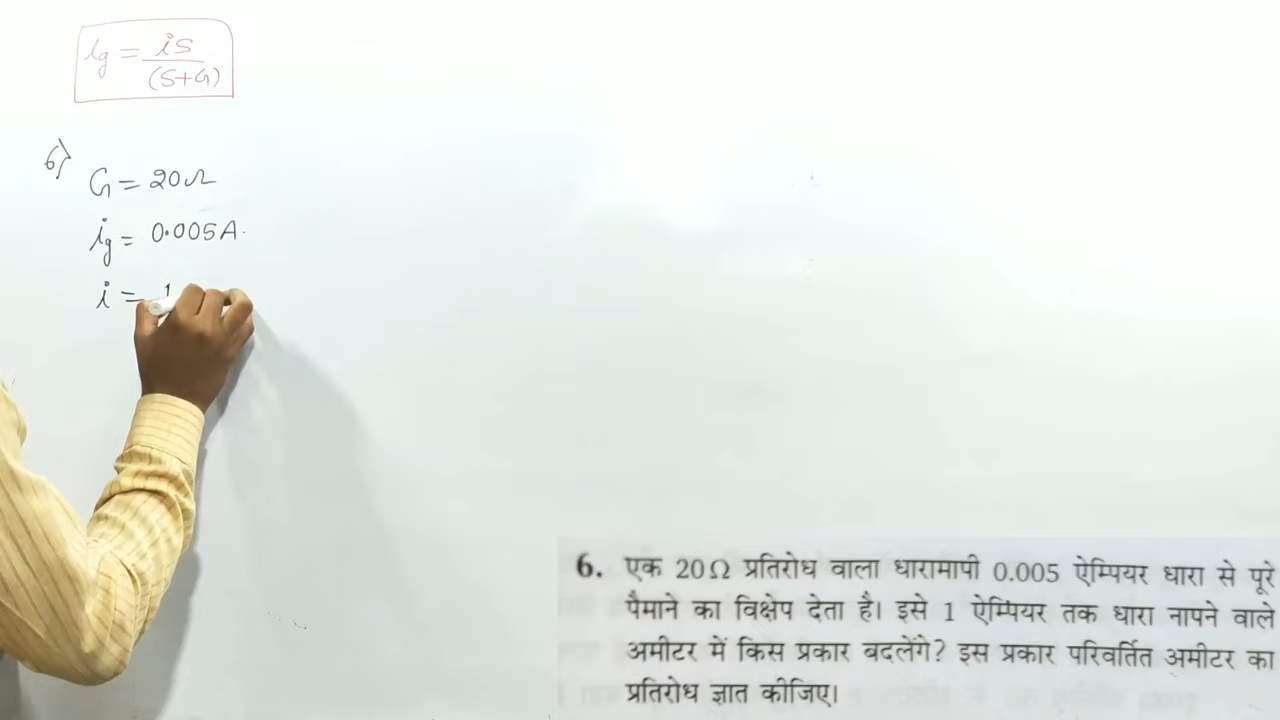 ig = iS / (S+G)
6)
G = 20Ω
ig = 0.005A.
i = 1
6. एक 20Ω प्रतिरोध वाला धारामापी 0.005 ऐम्पियर धारा से पूरे
पैमाने का विक्षेप देता है। इसे 1 ऐम्पियर तक धारा नापने वाले
अमीटर में किस प्रकार बदलेंगे? इस प्रकार परिवर्तित अमीटर का
प्रतिरोध ज्ञात कीजिए।